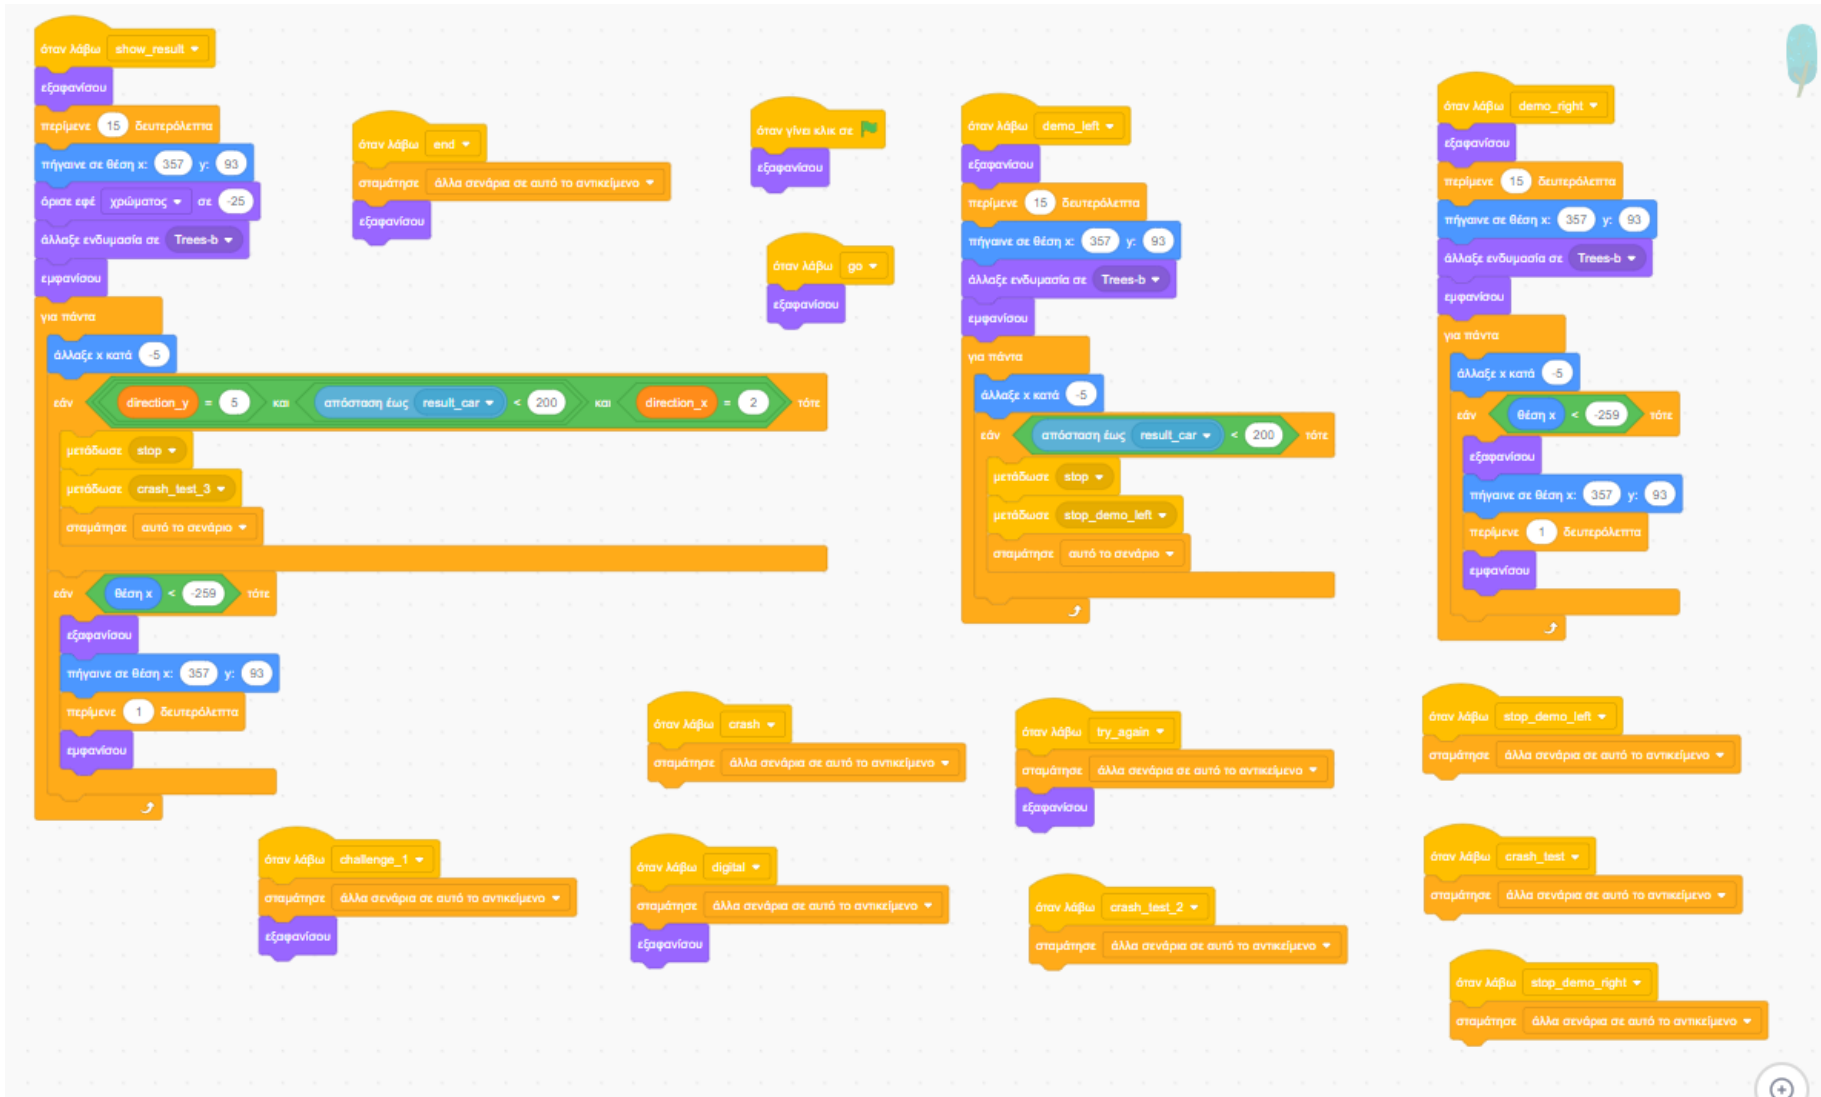 όταν λάβω show_result
εξαφανίσου
περίμενε 15 δευτερόλεπτα
πήγαινε σε θέση x: 357 y: 93
όρισε εφέ χρώματος σε -25
άλλαξε ενδυμασία σε Trees-b
εμφανίσου
για πάντα
άλλαξε x κατά -5
εάν direction_y = 5 και απόσταση έως result_car < 200 και direction_x = 2 τότε
μετάδωσε stop
μετάδωσε crash_test_3
σταμάτησε αυτό το σενάριο
εάν θέση x < -259 τότε
εξαφανίσου
πήγαινε σε θέση x: 357 y: 93
περίμενε 1 δευτερόλεπτα
εμφανίσου
όταν λάβω end
σταμάτησε άλλα σενάρια σε αυτό το αντικείμενο
εξαφανίσου
όταν γίνει κλικ σε
εξαφανίσου
όταν λάβω go
εξαφανίσου
όταν λάβω demo_left
εξαφανίσου
περίμενε 15 δευτερόλεπτα
πήγαινε σε θέση x: 357 y: 93
άλλαξε ενδυμασία σε Trees-b
εμφανίσου
για πάντα
άλλαξε x κατά -5
εάν απόσταση έως result_car < 200 τότε
μετάδωσε stop
μετάδωσε stop_demo_left
σταμάτησε αυτό το σενάριο
όταν λάβω demo_right
εξαφανίσου
περίμενε 15 δευτερόλεπτα
πήγαινε σε θέση x: 357 y: 93
άλλαξε ενδυμασία σε Trees-b
εμφανίσου
για πάντα
άλλαξε x κατά -5
εάν θέση x < -259 τότε
εξαφανίσου
πήγαινε σε θέση x: 357 y: 93
περίμενε 1 δευτερόλεπτα
εμφανίσου
όταν λάβω crash
σταμάτησε άλλα σενάρια σε αυτό το αντικείμενο
όταν λάβω try_again
σταμάτησε άλλα σενάρια σε αυτό το αντικείμενο
εξαφανίσου
όταν λάβω stop_demo_left
σταμάτησε άλλα σενάρια σε αυτό το αντικείμενο
όταν λάβω challenge_1
σταμάτησε άλλα σενάρια σε αυτό το αντικείμενο
εξαφανίσου
όταν λάβω digital
σταμάτησε άλλα σενάρια σε αυτό το αντικείμενο
εξαφανίσου
όταν λάβω crash_test_2
σταμάτησε άλλα σενάρια σε αυτό το αντικείμενο
όταν λάβω crash_test
σταμάτησε άλλα σενάρια σε αυτό το αντικείμενο
όταν λάβω stop_demo_right
σταμάτησε άλλα σενάρια σε αυτό το αντικείμενο